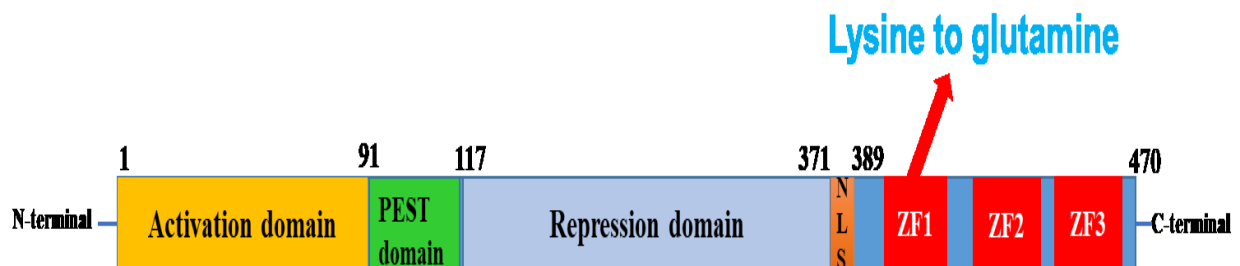 Lysine to glutamine
1 91 117 371 389 470
N-terminal Activation domain PEST domain Repression domain NLS ZF1 ZF2 ZF3 C-terminal